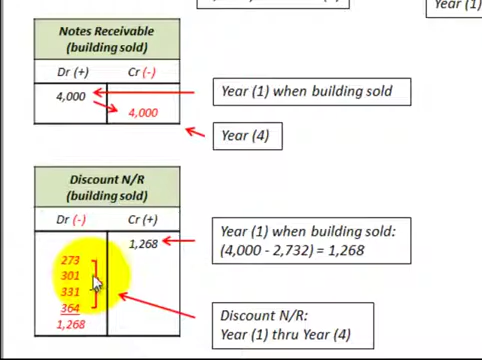 Year (1)
Notes Receivable
(building sold)
Dr (+) Cr (-)
4,000
4,000
Year (1) when building sold
Year (4)
Discount N/R
(building sold)
Dr (-) Cr (+)
1,268
273
301
331
364
1,268
Year (1) when building sold:
(4,000 - 2,732) = 1,268
Discount N/R:
Year (1) thru Year (4)